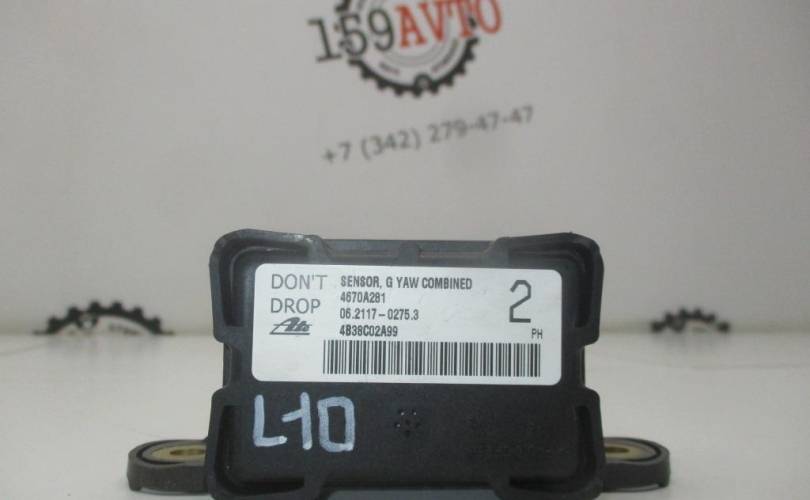 159AVTO
+7 (342) 279-47-47
DON'T DROP
SENSOR, G YAW COMBINED
4670A281
06.2117-0275.3
4B38C02A99
Ate
2
PH
L10